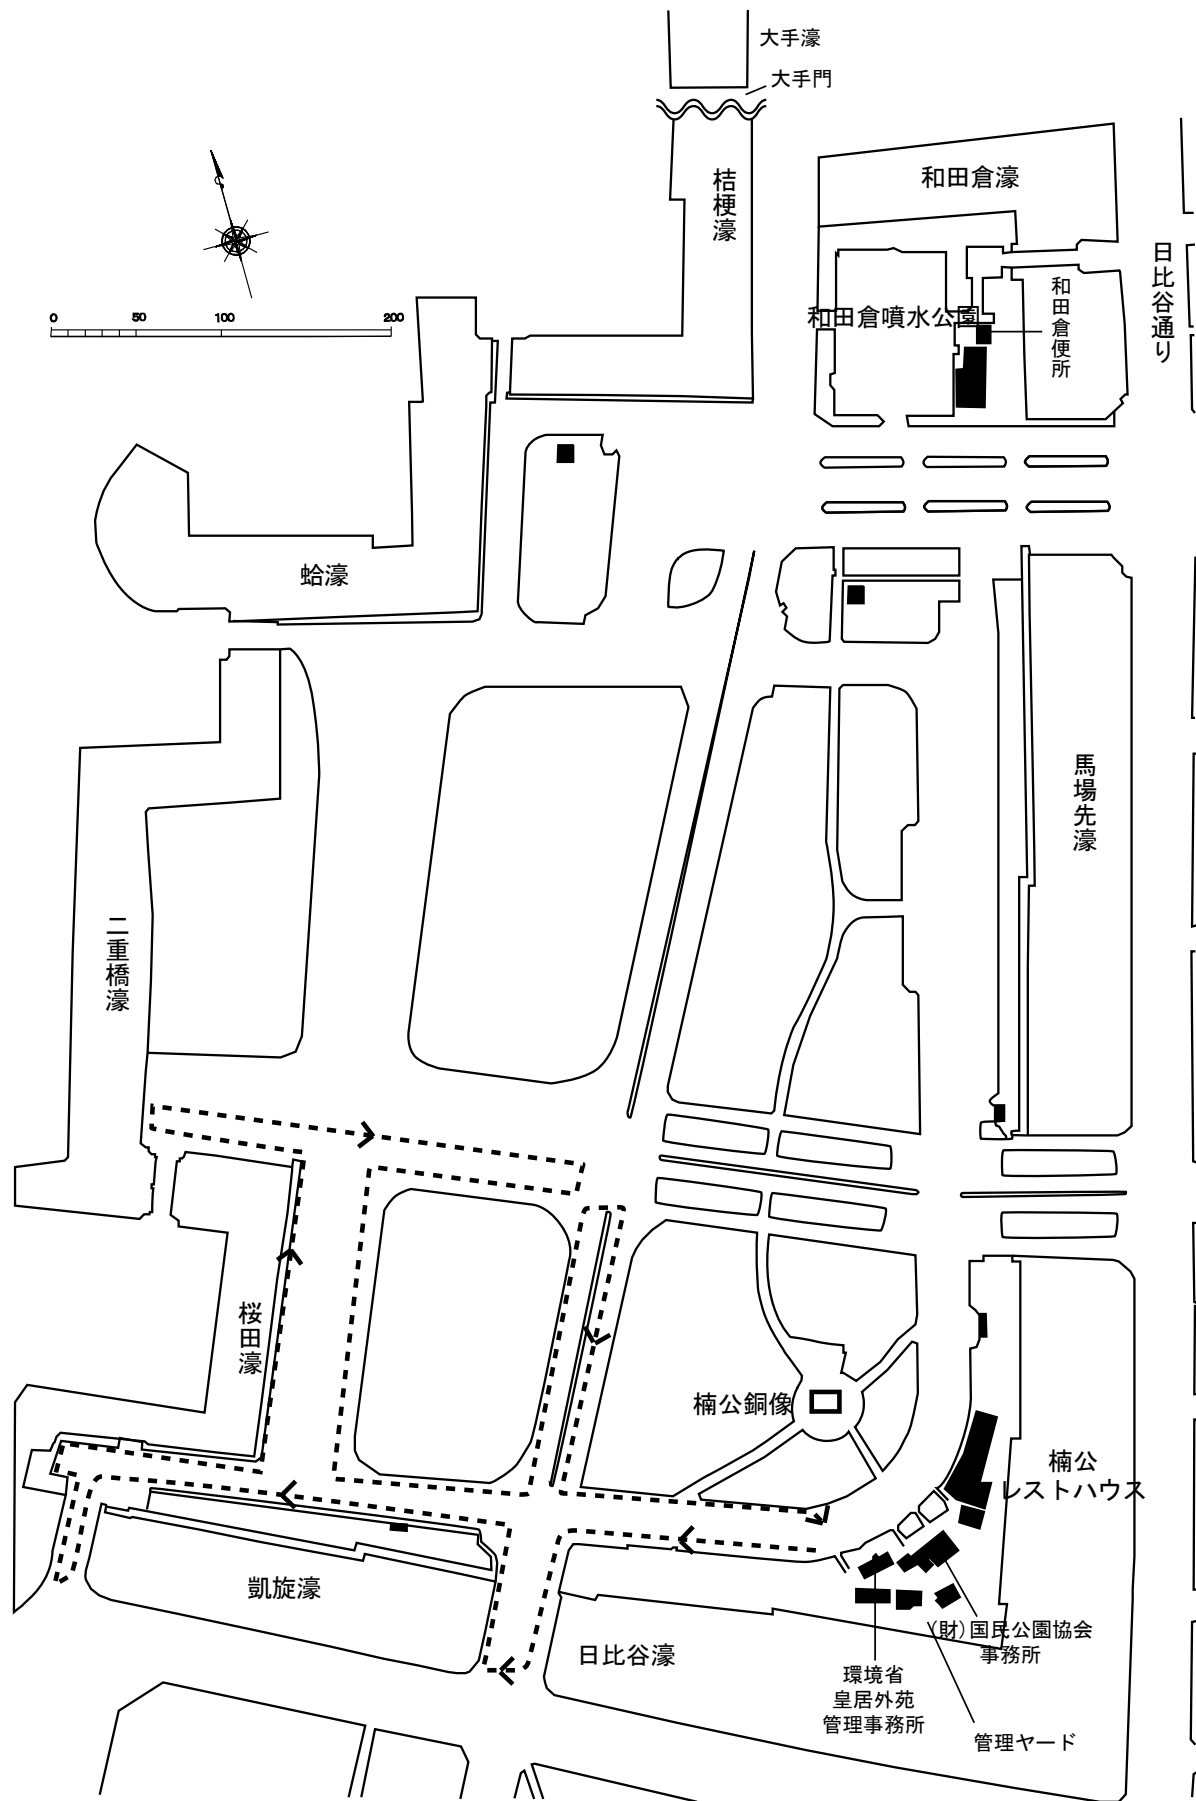 大手濠
大手門
桔梗濠
和田倉濠
日比谷通り
和田倉便所
和田倉噴水公園
0 50 100 200
蛤濠
馬場先濠
二重橋濠
桜田濠
楠公銅像
楠公
レストハウス
凱旋濠
日比谷濠
(財)国民公園協会
事務所
環境省
皇居外苑
管理事務所
管理ヤード